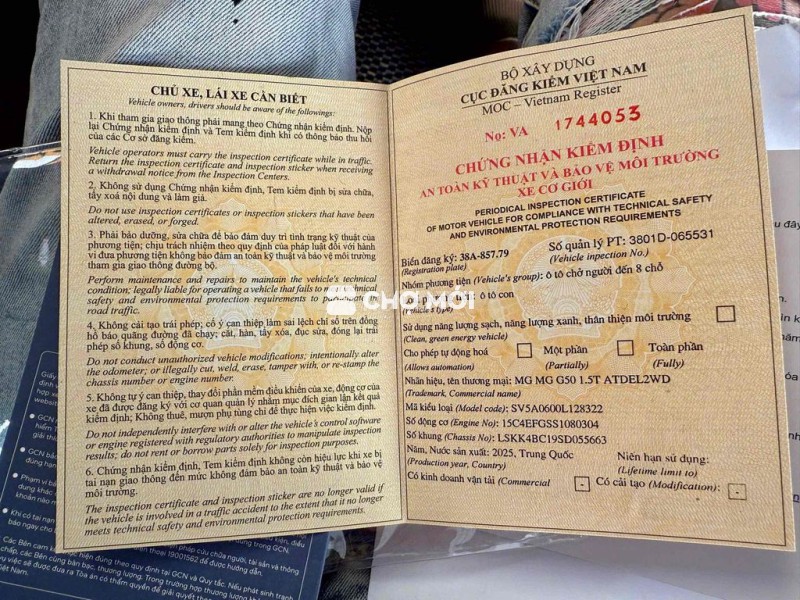 CHỦ XE, LÁI XE CẦN BIẾT
Vehicle owners, drivers should be aware of the followings:
1. Khi tham gia giao thông phải mang theo Chứng nhận kiểm định. Nộp
lại Chứng nhận kiểm định và Tem kiểm định khi có thông báo thu hồi
của các Cơ sở đăng kiểm.
Vehicle operators must carry the inspection certificate while in traffic.
Return the inspection certificate and inspection sticker when receiving
a withdrawal notice from the Inspection Centers.
2. Không sử dụng Chứng nhận kiểm định, Tem kiểm định bị sửa chữa,
tẩy xoá nội dung và làm giả.
Do not use inspection certificates or inspection stickers that have been
altered, erased, or forged.
3. Phải bảo dưỡng, sửa chữa để bảo đảm duy trì tình trạng kỹ thuật của
phương tiện; chịu trách nhiệm theo quy định của pháp luật đối với hành
vi đưa phương tiện không bảo đảm an toàn kỹ thuật và bảo vệ môi trường
tham gia giao thông đường bộ.
Perform maintenance and repairs to maintain the vehicle's technical
condition; legally liable for operating a vehicle that fails to
safety and environmental protection requirements to
road traffic.
4. Không cải tạo trái phép; cố ý can thiệp làm sai lệch chỉ số trên đồng
hồ báo quãng đường đã chạy; cắt, hàn, tẩy xóa, đục sửa, đóng lại trái
phép số khung, số động cơ.
Do not conduct unauthorized vehicle modifications; intentionally alter
the odometer; or illegally cut, weld, erase, tamper with, or re-stamp the
chassis number or engine number.
5. Không tự ý can thiệp, thay đổi phần mềm điều khiển của xe, động cơ của
xe đã được đăng ký với cơ quan quản lý nhằm mục đích gian lận kết quả
kiểm định; Không thuê, mượn phụ tùng chỉ để thực hiện việc kiểm định.
Do not independently interfere with or alter the vehicle's control software
or engine registered with regulatory authorities to manipulate inspection
results; do not rent or borrow parts solely for inspection purposes.
6. Chứng nhận kiểm định, Tem kiểm định không còn hiệu lực khi xe bị
tai nạn giao thông đến mức không đảm bảo an toàn kỹ thuật và bảo vệ
môi trường.
The inspection certificate and inspection sticker are no longer valid if
the vehicle is involved in a traffic accident to the extent that it no longer
meets technical safety and environmental protection requirements.
BỘ XÂY DỰNG
CỤC ĐĂNG KIỂM VIỆT NAM
MOC – Vietnam Register
No: VA 1744053
CHỨNG NHẬN KIỂM ĐỊNH
AN TOÀN KỸ THUẬT VÀ BẢO VỆ MÔI TRƯỜNG
XE CƠ GIỚI
PERIODICAL INSPECTION CERTIFICATE
OF MOTOR VEHICLE FOR COMPLIANCE WITH TECHNICAL SAFETY
AND ENVIRONMENTAL PROTECTION REQUIREMENTS
Biển đăng ký: 38A-857.79 Số quản lý PT: 3801D-065531
(Registration plate) (Vehicle inspection No.)
Nhóm phương tiện (Vehicle's group): ô tô chở người đến 8 chỗ
ô tô con
(Vehicle's type)
CHỢ MỚI
Sử dụng năng lượng sạch, năng lượng xanh, thân thiện môi trường
(Clean, green energy vehicle)
Cho phép tự động hoá Một phần Toàn phần
(Allows automation) (Partially) (Fully)
Nhãn hiệu, tên thương mại: MG MG G50 1.5T ATDEL2WD
(Trademark, Commercial name)
Mã kiểu loại (Model code): SV5A0600L128322
Số động cơ (Engine No): 15C4EFGSS1080304
Số khung (Chassis No): LSKK4BC19SD055663
Năm, Nước sản xuất: 2025, Trung Quốc Niên hạn sử dụng:
(Production year, Country) (Lifetime limit to)
Có kinh doanh vận tải (Commercial - Có cải tạo (Modification): -